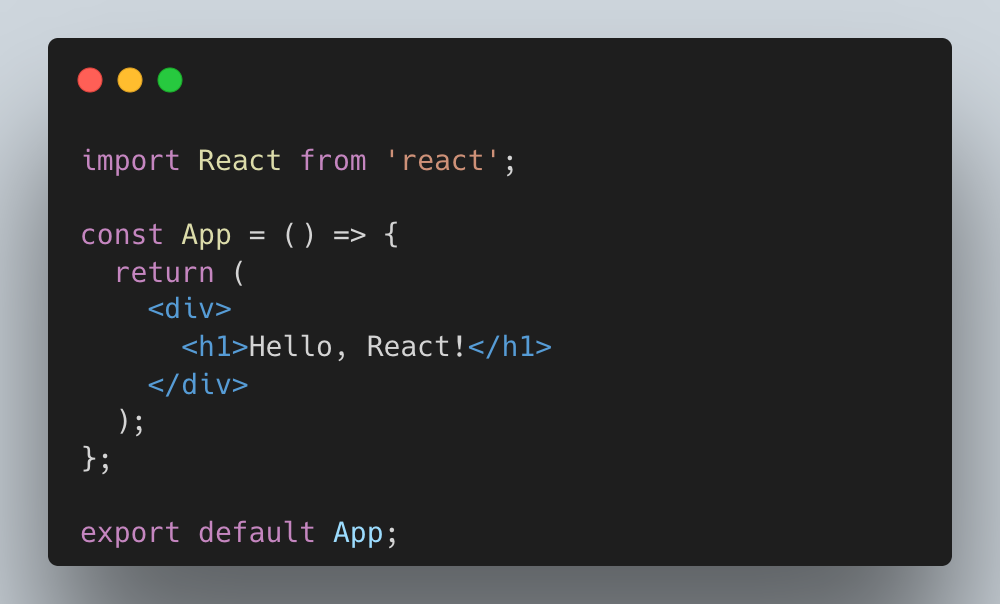 import React from 'react';

const App = () => {
  return (
    <div>
      <h1>Hello, React!</h1>
    </div>
  );
};

export default App;